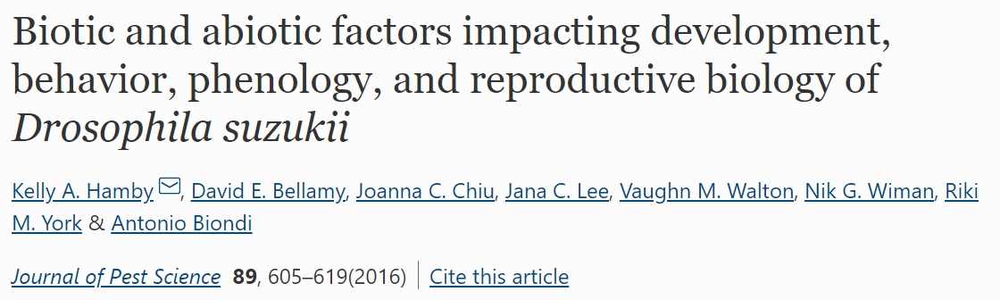 Biotic and abiotic factors impacting development,
behavior, phenology, and reproductive biology of
Drosophila suzukii
Kelly A. Hamby, David E. Bellamy, Joanna C. Chiu, Jana C. Lee, Vaughn M. Walton, Nik G. Wiman, Riki
M. York & Antonio Biondi
Journal of Pest Science 89, 605–619(2016) Cite this article